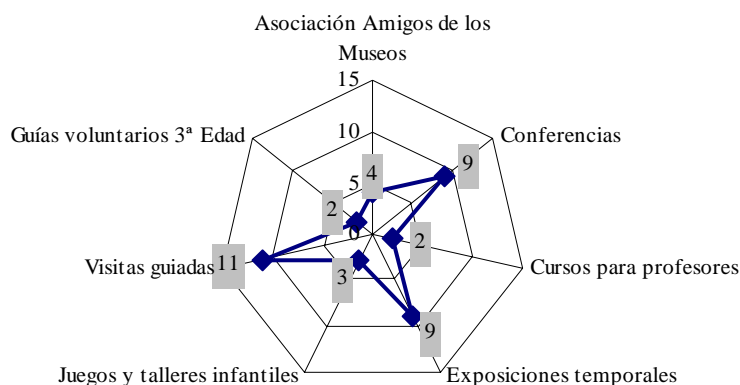 Asociación Amigos de los
Museos
15
Guías voluntarios 3ª Edad
10
Conferencias
4
9
5
2
0
2
Visitas guiadas
11
Cursos para profesores
3
9
Juegos y talleres infantiles
Exposiciones temporales